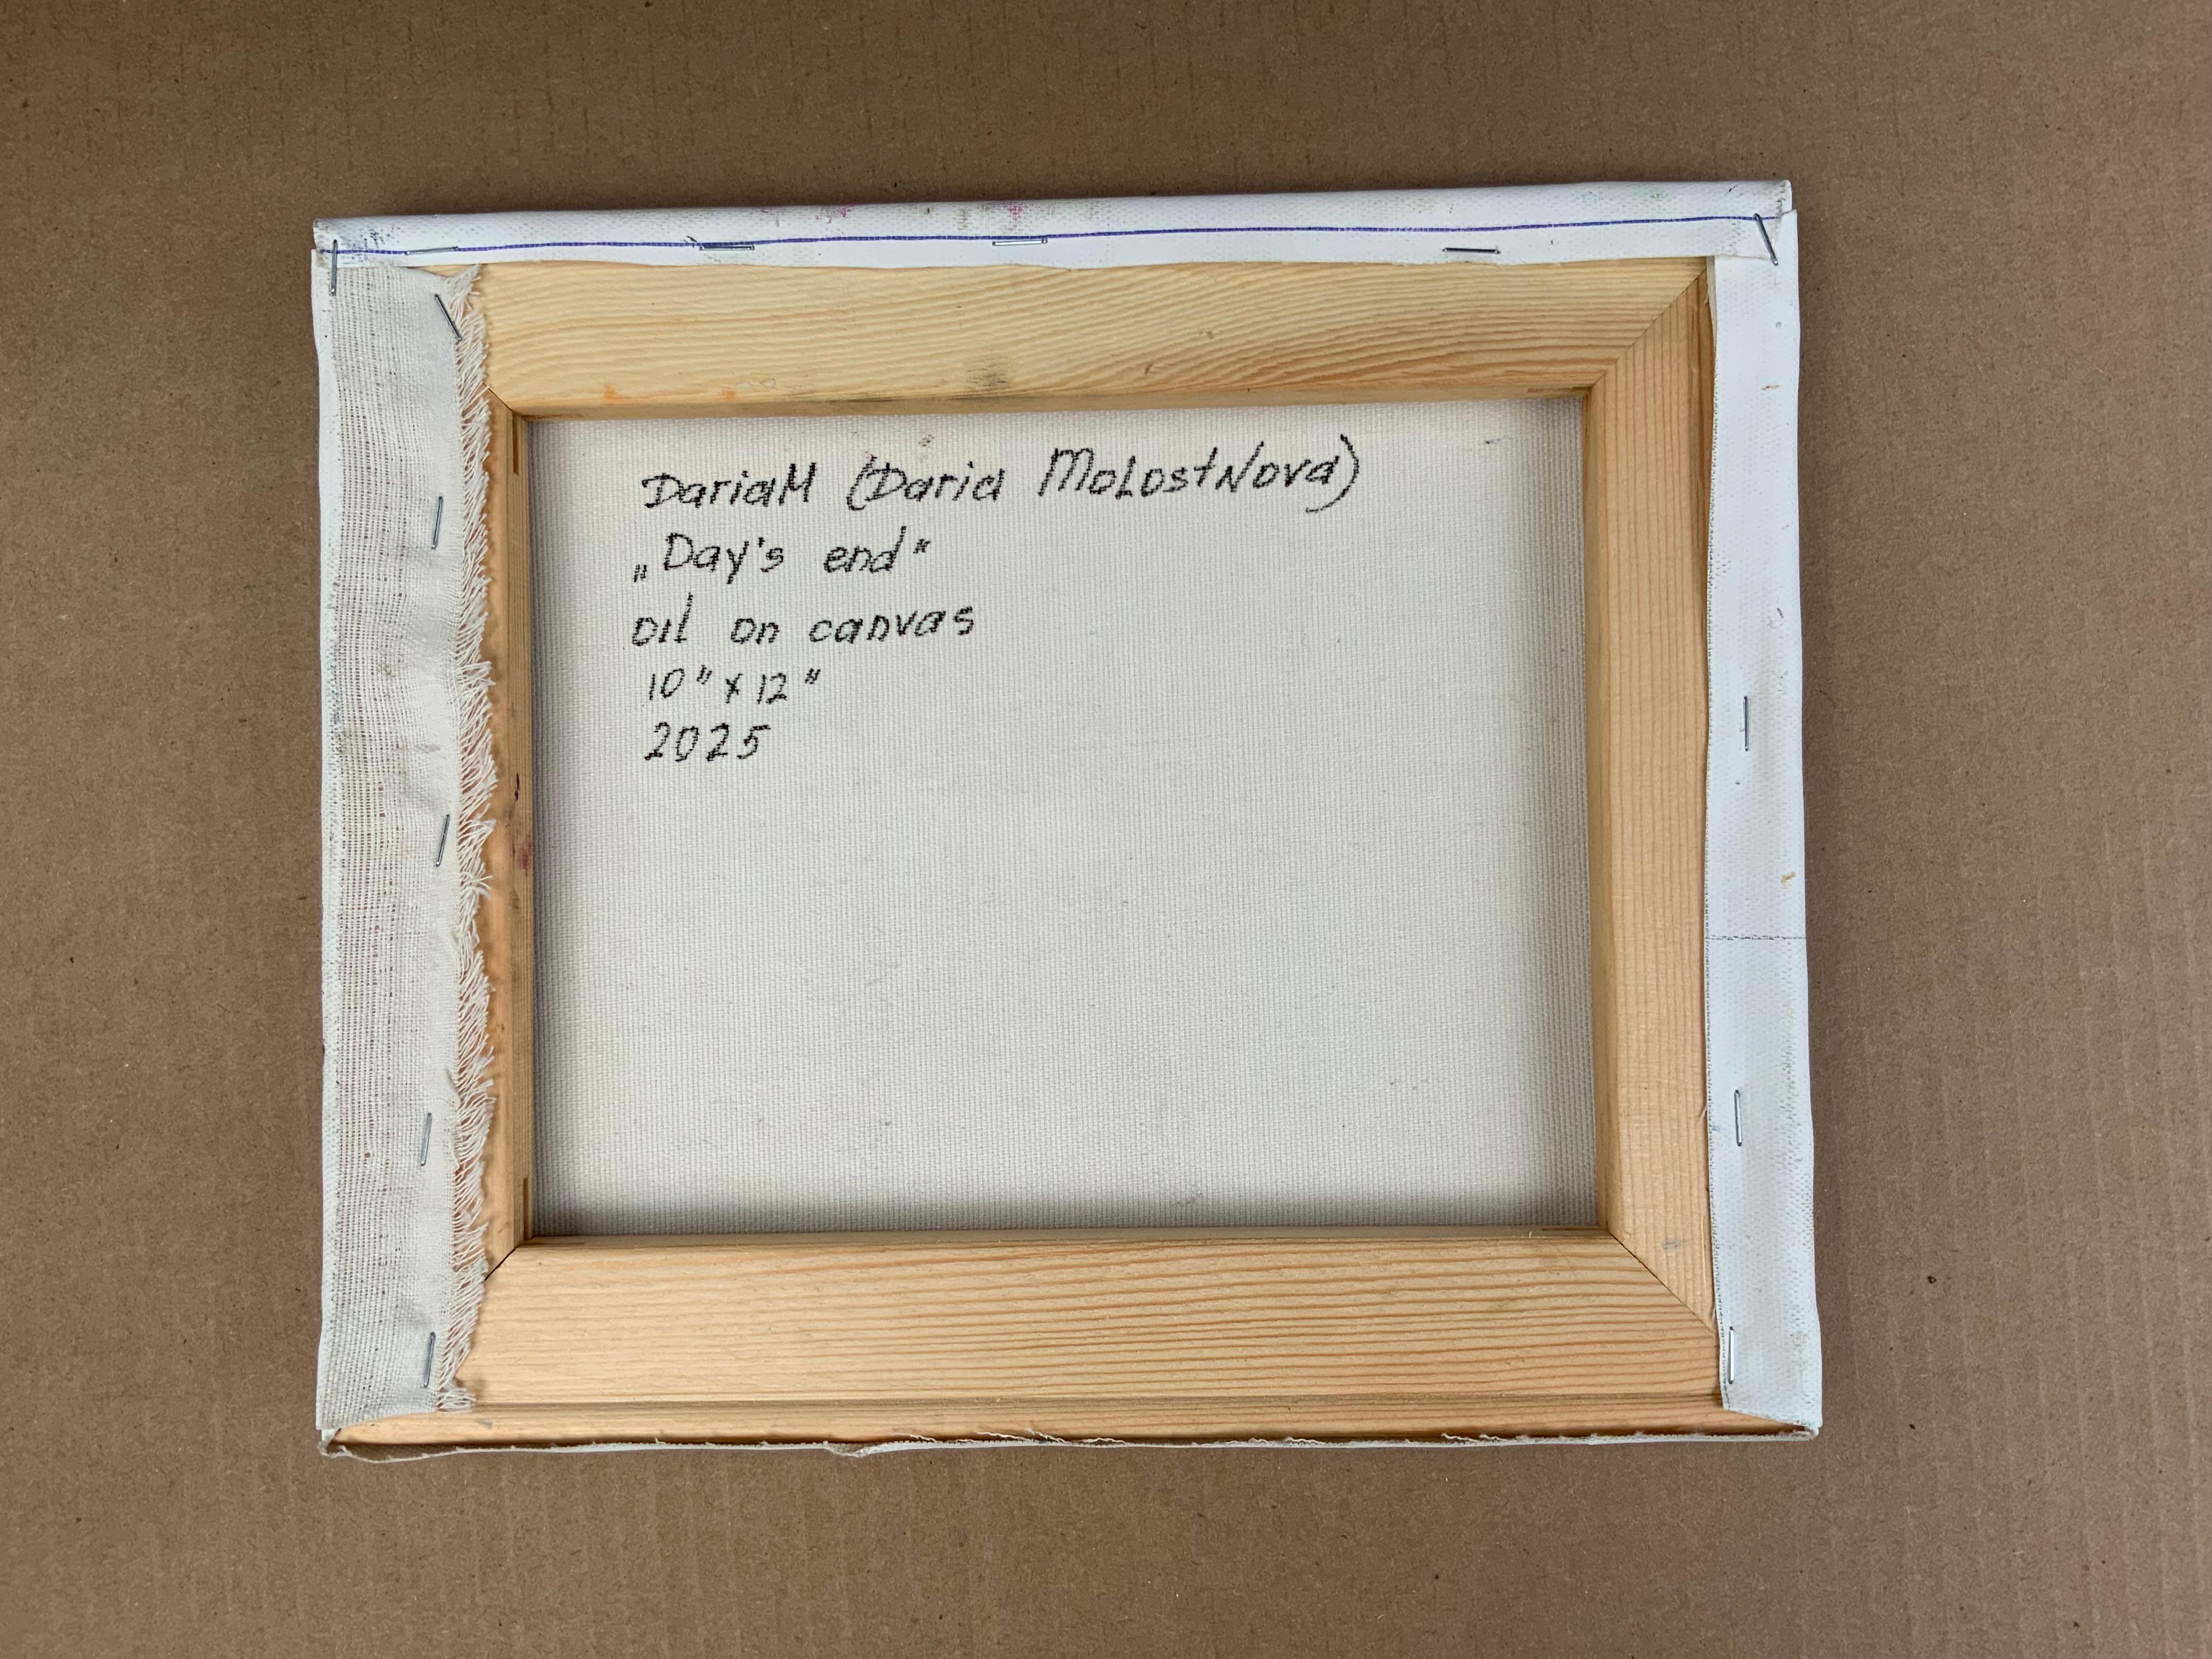 DariaM (Daria MoLostNova)
„Day's end"
oil on canvas
10" x 12"
2025